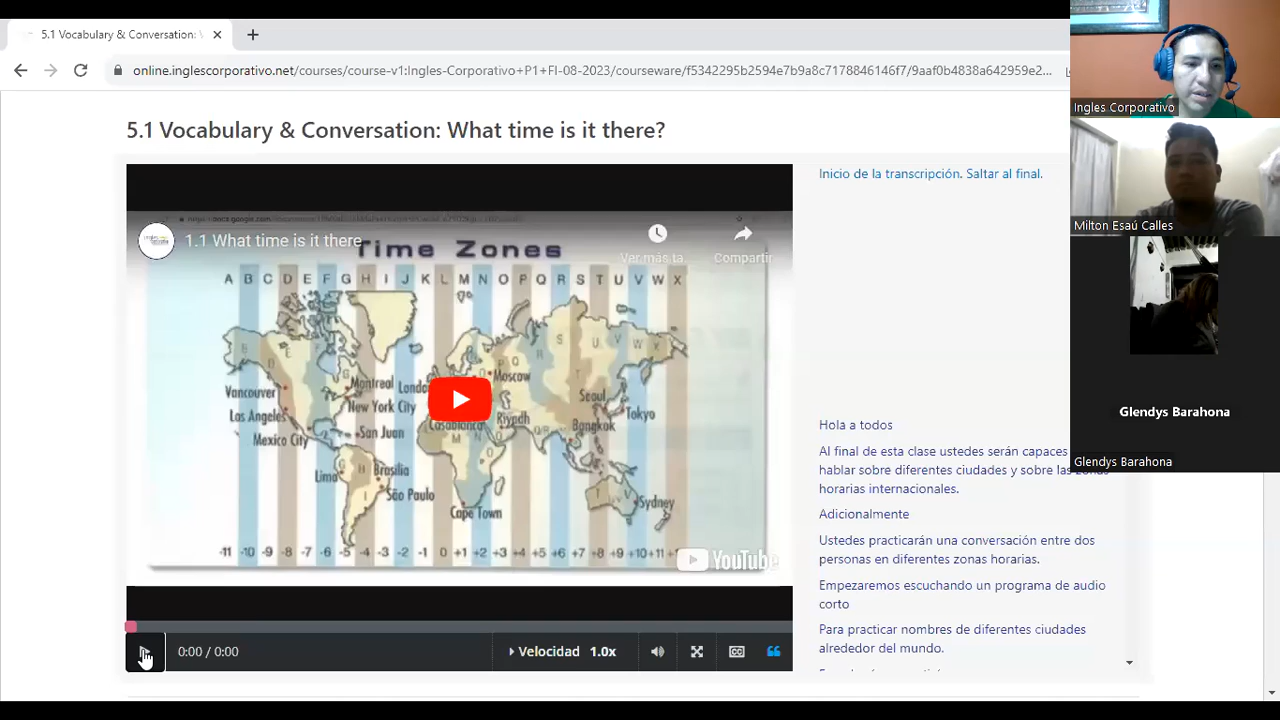 5.1 Vocabulary & Conversation: V
online.inglescorporativo.net/courses/course-v1:Ingles-Corporativo+P1+FI-08-2023/courseware/f5342295b2594e7b9a8c7178846146f7/9aaf0b4838a642959e2...
5.1 Vocabulary & Conversation: What time is it there?
Inicio de la transcripción. Saltar al final.
1.1 What time is it there
Time Zones
Ver más ta...
Compartir
A B C D E F G H I J K L M N O P Q R S T U V W X
Vancouver
Montreal
London
Moscow
Los Angeles
New York City
Seoul
Tokyo
Mexico City
San Juan
Casablanca
Riyadh
Bangkok
Lima
Brasilia
São Paulo
Cape Town
Sydney
-11 -10 -9 -8 -7 -6 -5 -4 -3 -2 -1 0 +1 +2 +3 +4 +5 +6 +7 +8 +9 +10 +11
YouTube
0:00 / 0:00
Velocidad 1.0x
Hola a todos
Al final de esta clase ustedes serán capaces
hablar sobre diferentes ciudades y sobre las zonas
horarias internacionales.
Adicionalmente
Ustedes practicarán una conversación entre dos
personas en diferentes zonas horarias.
Empezaremos escuchando un programa de audio
corto
Para practicar nombres de diferentes ciudades
alrededor del mundo.
Ingles Corporativo
Milton Esaú Calles
Glendys Barahona
Glendys Barahona